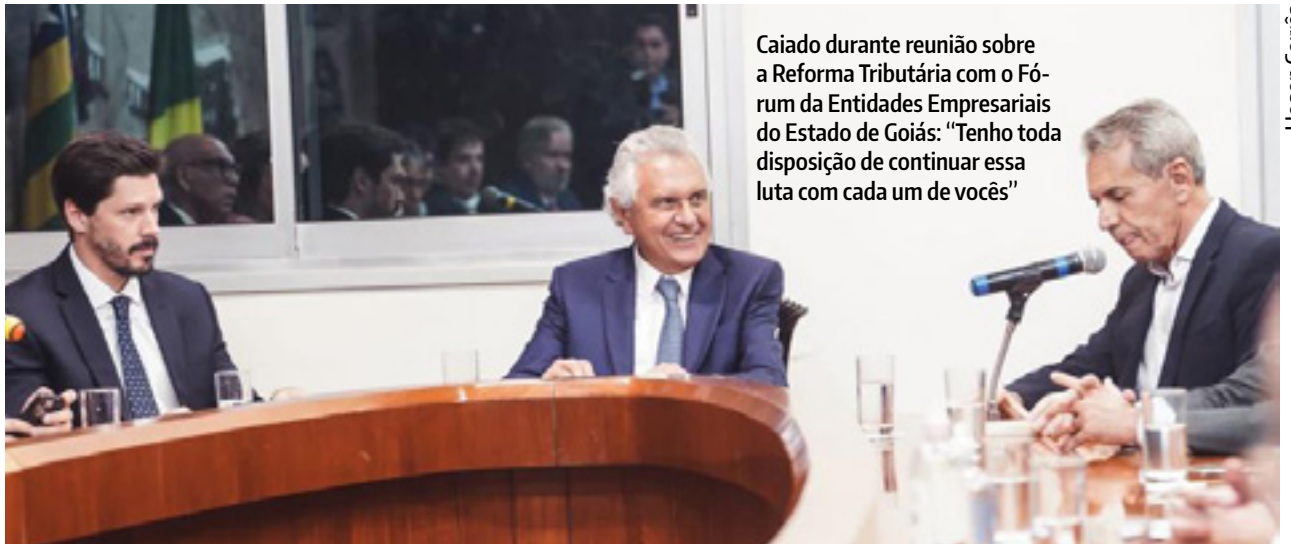 Caiado durante reunião sobre
a Reforma Tributária com o Fó-
rum da Entidades Empresariais
do Estado de Goiás: “Tenho toda
disposição de continuar essa
luta com cada um de vocês”